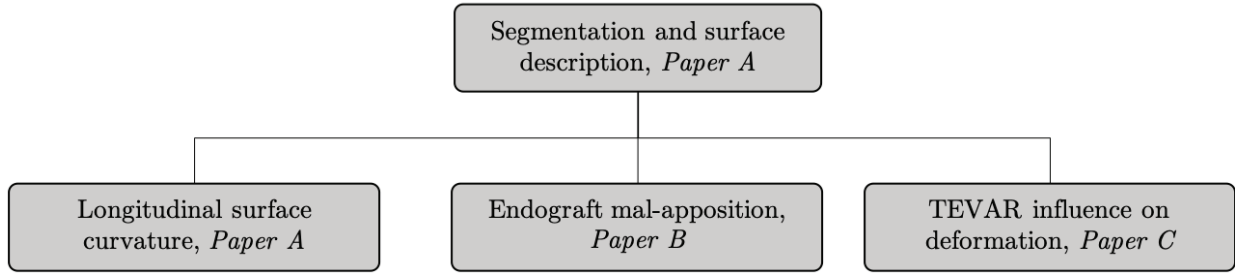 Segmentation and surface
description, Paper A
Longitudinal surface
curvature, Paper A
Endograft mal-apposition,
Paper B
TEVAR influence on
deformation, Paper C